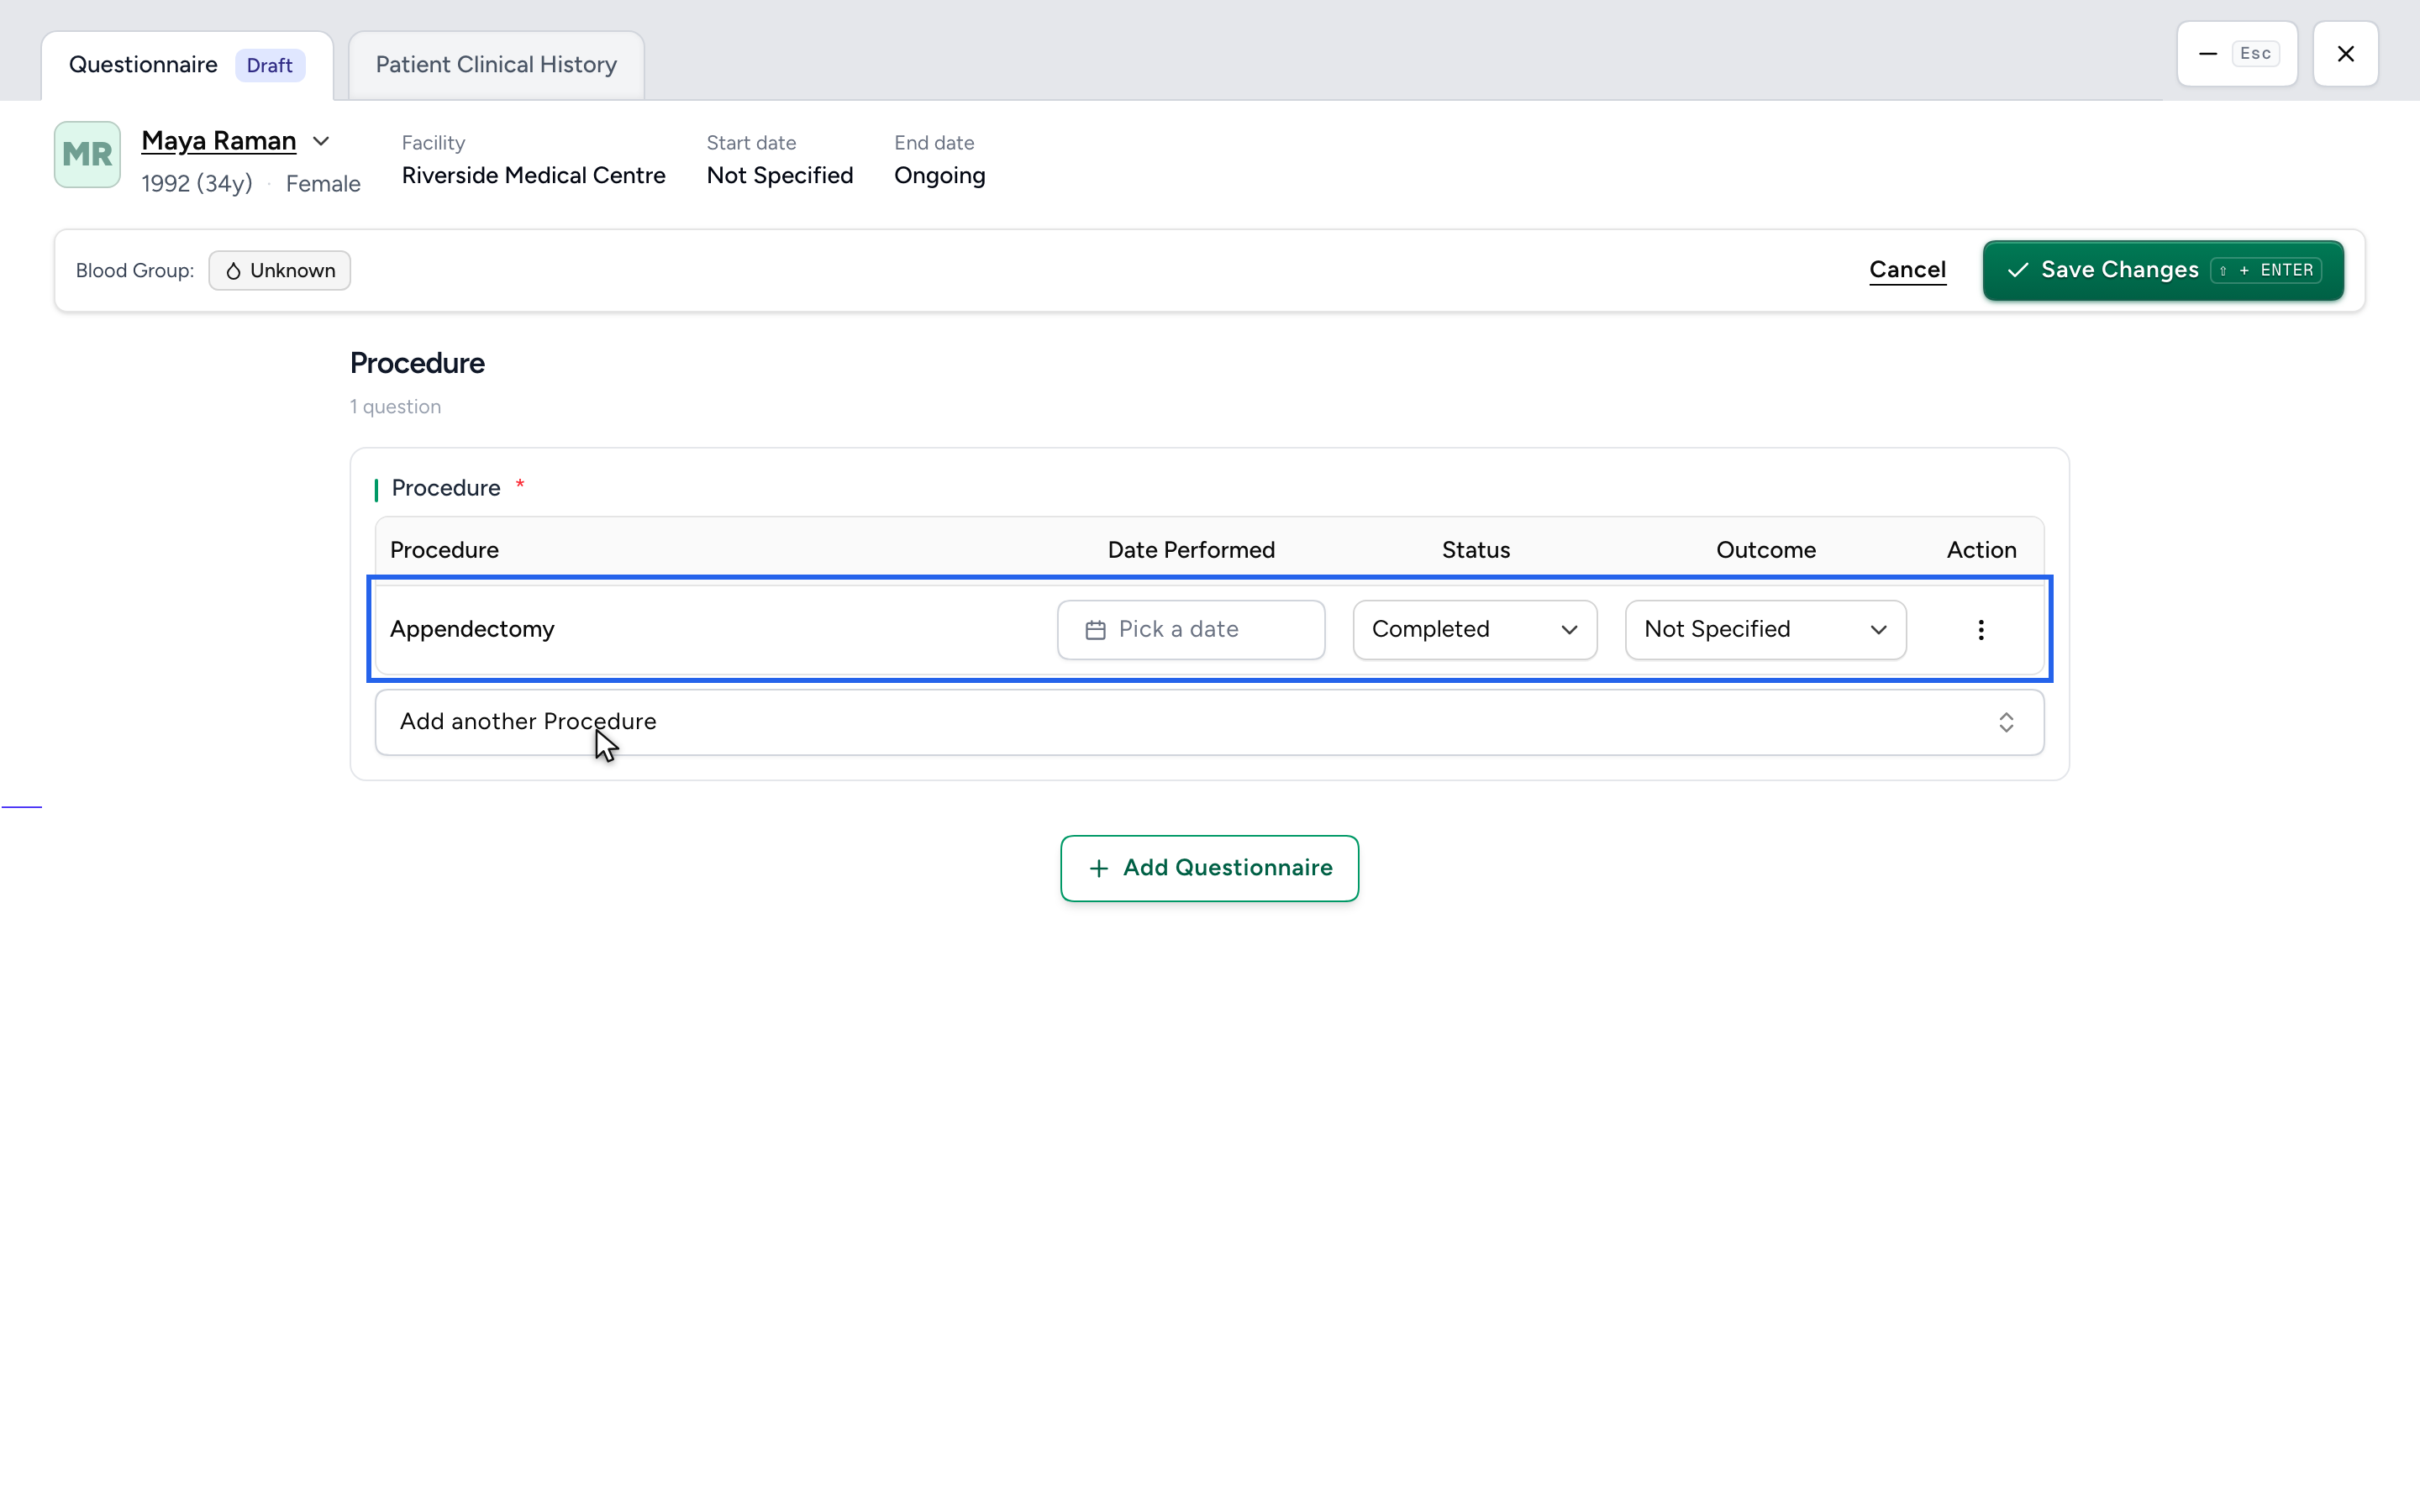 Questionnaire Draft Patient Clinical History Esc
MR Maya Raman Facility Start date End date
1992 (34y) · Female Riverside Medical Centre Not Specified Ongoing
Blood Group: Unknown Cancel Save Changes ⇧ + ENTER
Procedure
1 question
Procedure *
Procedure Date Performed Status Outcome Action
Appendectomy Pick a date Completed Not Specified
Add another Procedure
+ Add Questionnaire